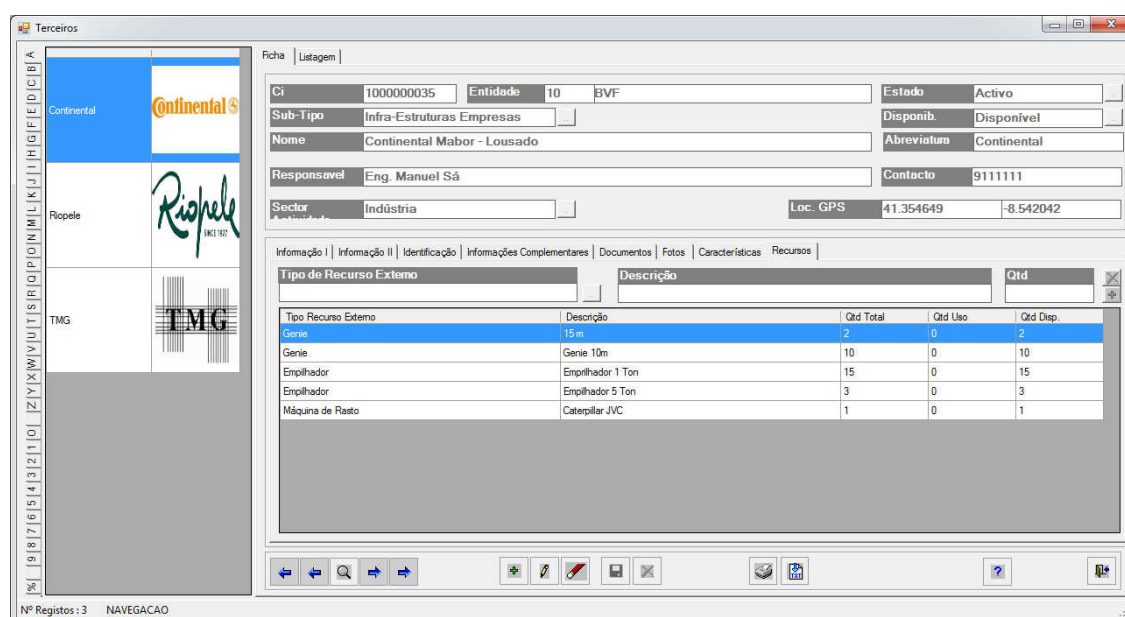 Terceiros
A B C D E F G H I J K L M N O P Q R S T U V W X Y Z 0 1 2 3 4 5 6 7 8 9 %
Continental
Continental
Riopele
Riopele
SINCE 1927
TMG
TMG
Ficha Listagem
Ci 1000000035 Entidade 10 BVF Estado Activo ...
Sub-Tipo Infra-Estruturas Empresas ... Disponib. Disponível ...
Nome Continental Mabor - Lousado Abreviatura Continental
Responsavel Eng. Manuel Sá Contacto 9111111
Sector Indústria ... Loc. GPS 41.354649 -8.542042
Informação I Informação II Identificação Informações Complementares Documentos Fotos Características Recursos
Tipo de Recurso Externo Descrição Qtd
...
Tipo Recurso Externo Descrição Qtd Total Qtd Uso Qtd Disp.
Genie 15 m 2 0 2
Genie Genie 10m 10 0 10
Empilhador Emprilhador 1 Ton 15 0 15
Empilhador Empilhador 5 Ton 3 0 3
Máquina de Rasto Caterpillar JVC 1 0 1
TXT ?
Nº Registos : 3 NAVEGACAO